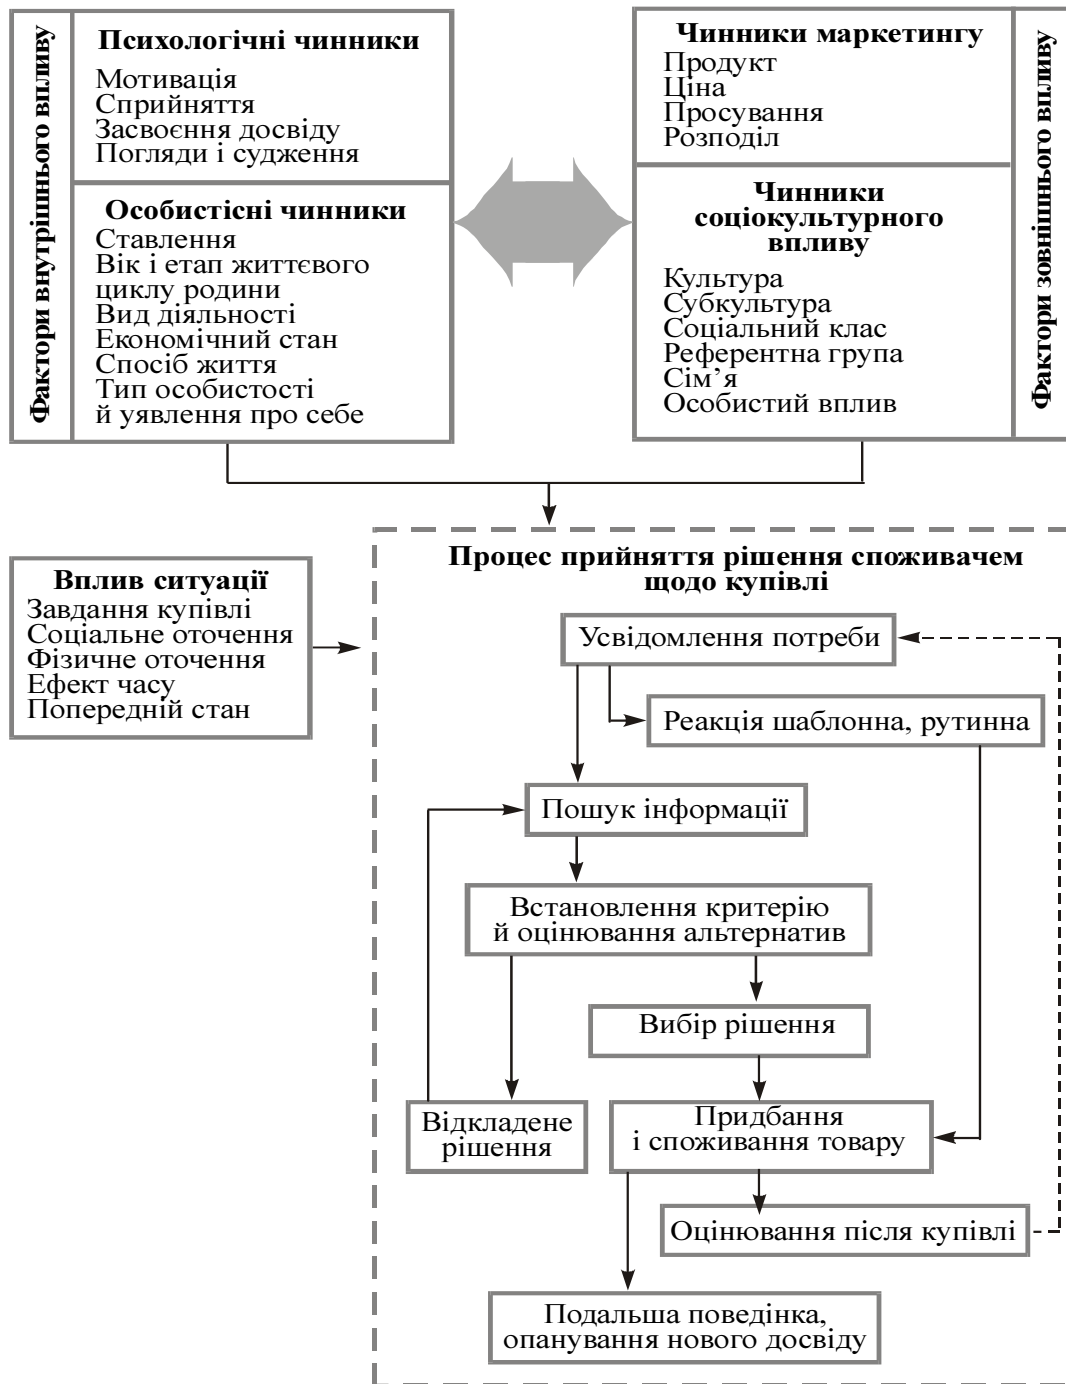 Фактори внутрішнього впливу
Психологічні чинники
Мотивація
Сприйняття
Засвоєння досвіду
Погляди і судження
Особистісні чинники
Ставлення
Вік і етап життєвого
циклу родини
Вид діяльності
Економічний стан
Спосіб життя
Тип особистості
й уявлення про себе
Чинники маркетингу
Продукт
Ціна
Просування
Розподіл
Чинники
соціокультурного
впливу
Культура
Субкультура
Соціальний клас
Референтна група
Сім’я
Особистий вплив
Фактори зовнішнього впливу
Вплив ситуації
Завдання купівлі
Соціальне оточення
Фізичне оточення
Ефект часу
Попередній стан
Процес прийняття рішення споживачем
щодо купівлі
Усвідомлення потреби
Реакція шаблонна, рутинна
Пошук інформації
Встановлення критерію
й оцінювання альтернатив
Вибір рішення
Відкладене
рішення
Придбання
і споживання товару
Оцінювання після купівлі
Подальша поведінка,
опанування нового досвіду